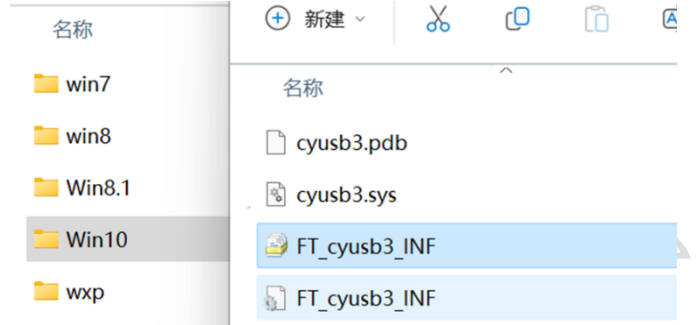 名称
win7
win8
Win8.1
Win10
wxp
新建
名称
cyusb3.pdb
cyusb3.sys
FT_cyusb3_INF
FT_cyusb3_INF